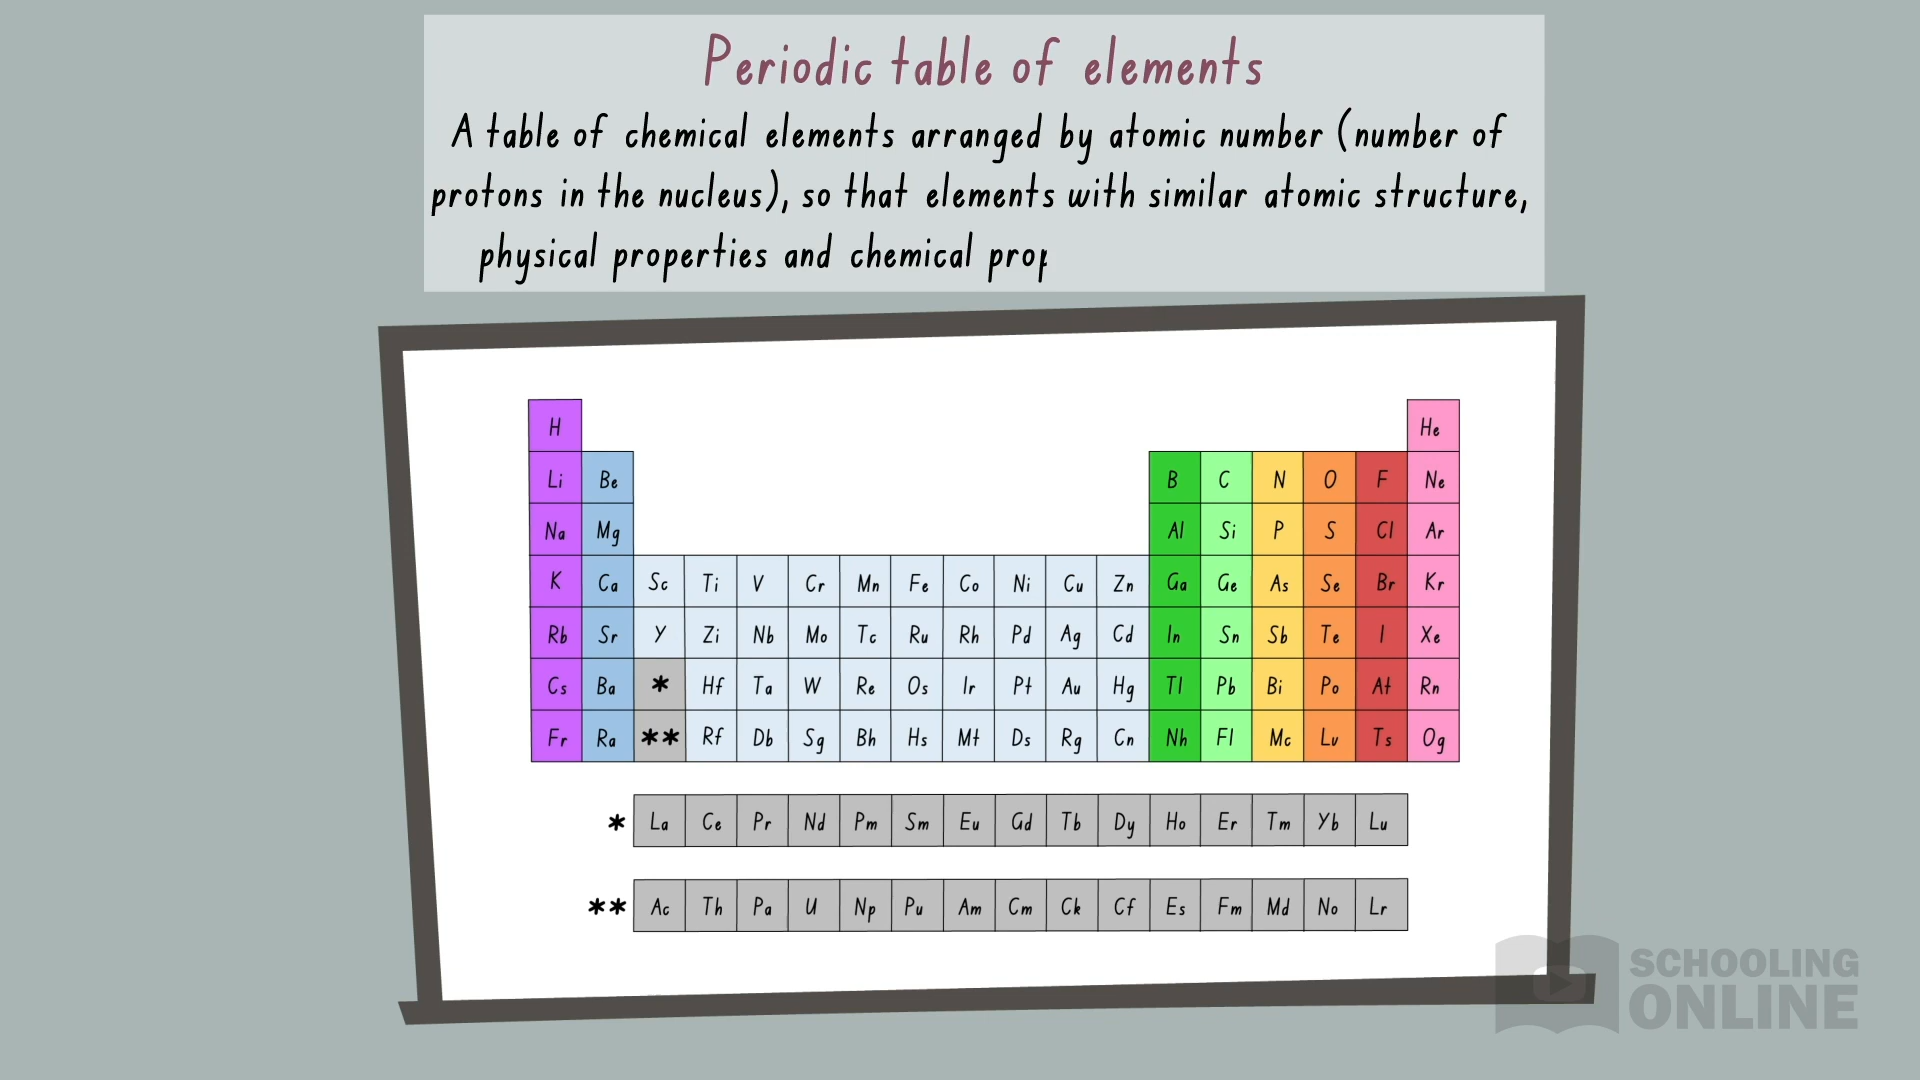 Periodic table of elements
A table of chemical elements arranged by atomic number (number of
protons in the nucleus), so that elements with similar atomic structure,
physical properties and chemical prop
H He
Li Be B C N O F Ne
Na Mg Al Si P S Cl Ar
K Ca Sc Ti V Cr Mn Fe Co Ni Cu Zn Ga Ge As Se Br Kr
Rb Sr Y Zi Nb Mo Tc Ru Rh Pd Ag Cd In Sn Sb Te I Xe
Cs Ba * Hf Ta W Re Os Ir Pt Au Hg Tl Pb Bi Po At Rn
Fr Ra ** Rf Db Sg Bh Hs Mt Ds Rg Cn Nh Fl Mc Lv Ts Og
* La Ce Pr Nd Pm Sm Eu Gd Tb Dy Ho Er Tm Yb Lu
** Ac Th Pa U Np Pu Am Cm Ck Cf Es Fm Md No Lr
SCHOOLING
ONLINE